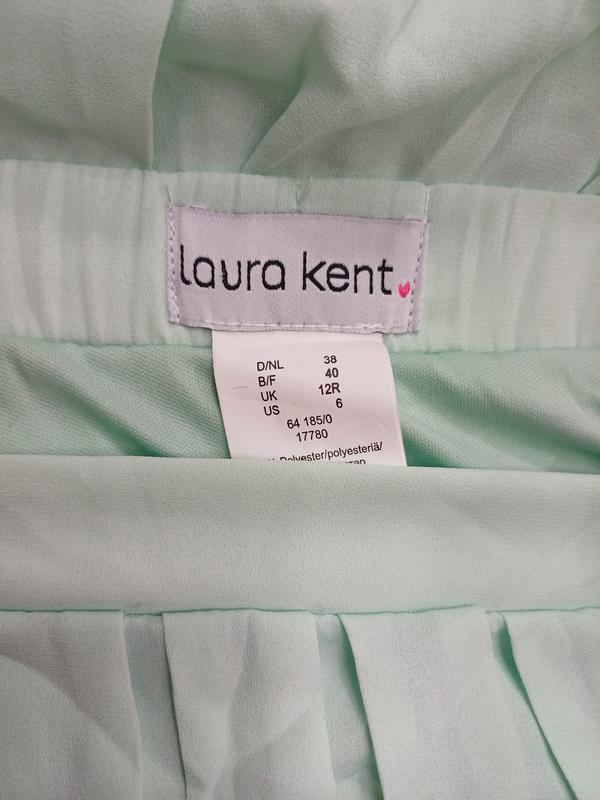 laura kent.
D/NL 38
B/F 40
UK 12R
US 6
64 185/0
17780
% Polyester/polyesteriä/